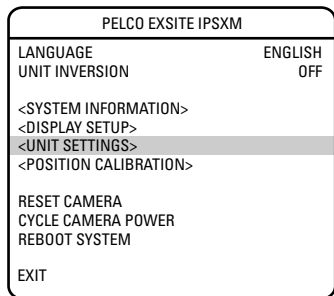 PELCO EXSITE IPSXM
LANGUAGE ENGLISH
UNIT INVERSION OFF
<SYSTEM INFORMATION>
<DISPLAY SETUP>
<UNIT SETTINGS>
<POSITION CALIBRATION>
RESET CAMERA
CYCLE CAMERA POWER
REBOOT SYSTEM
EXIT